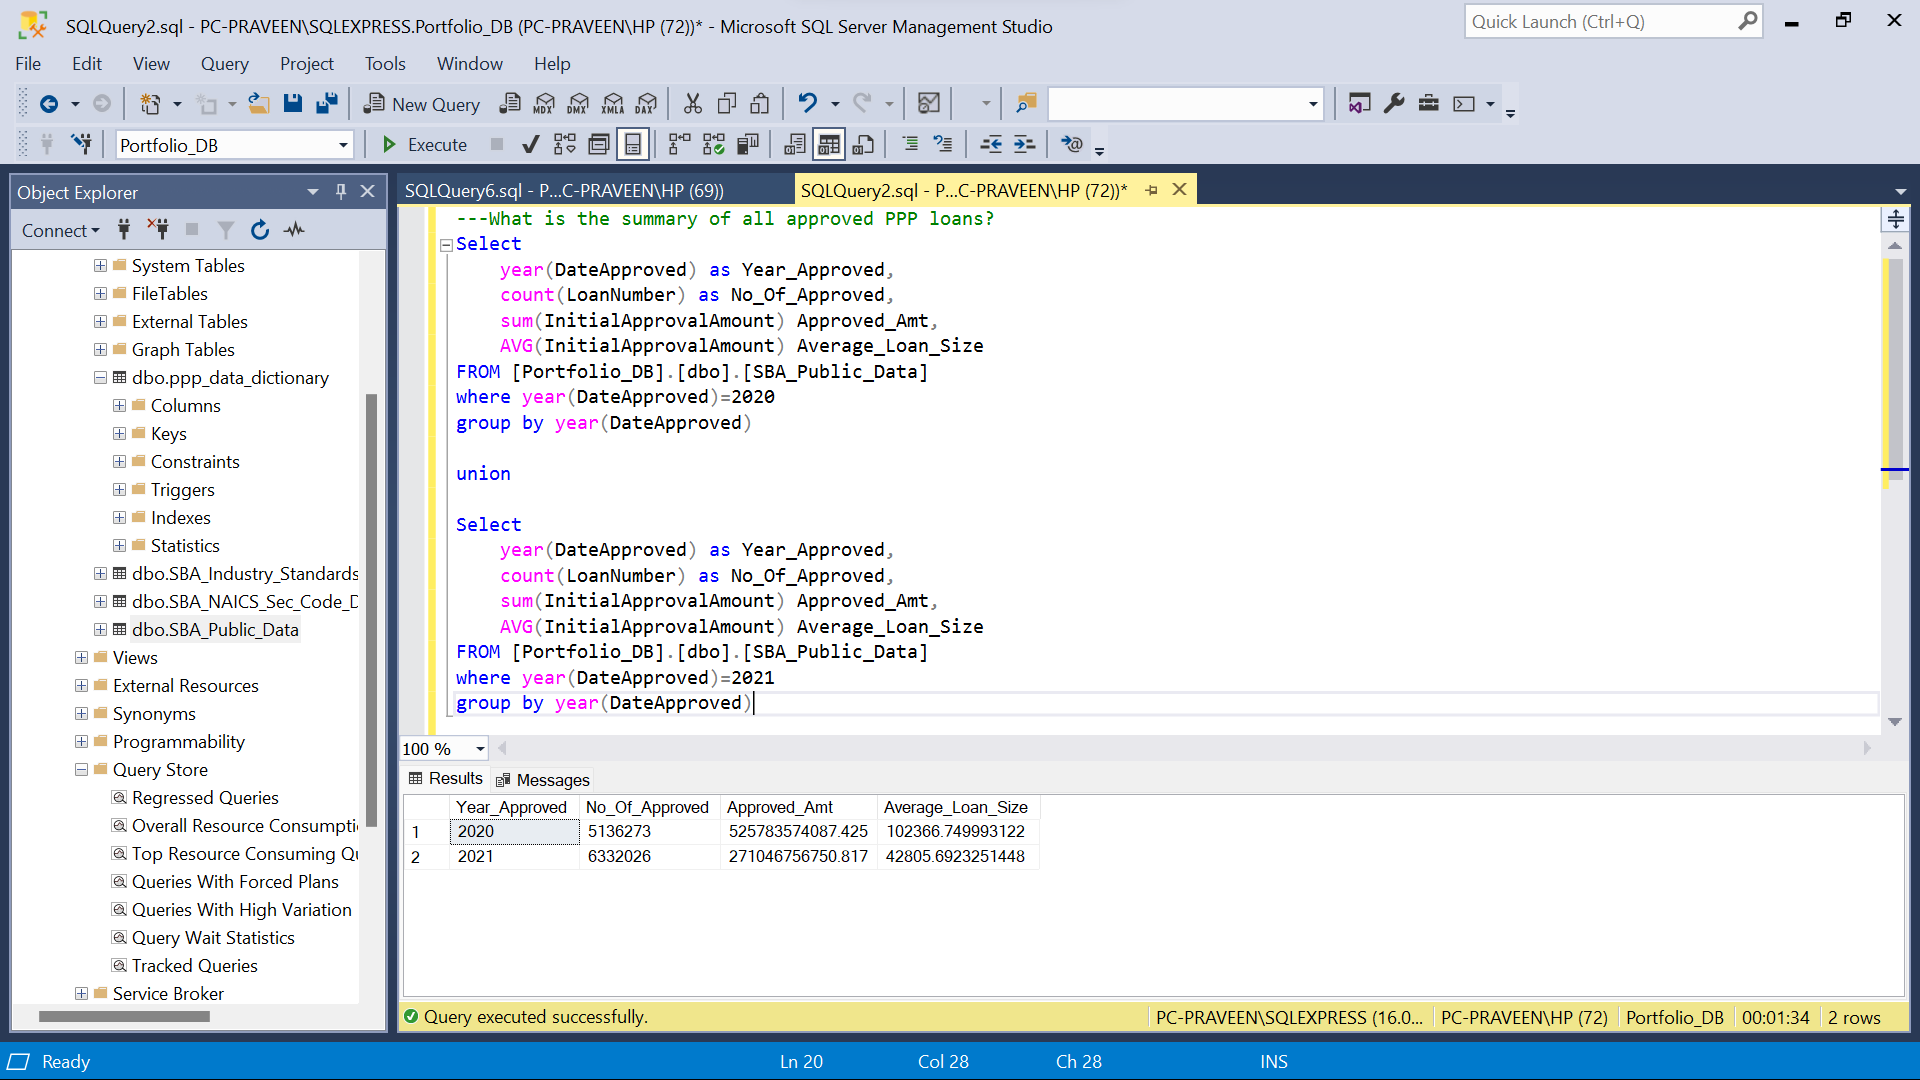 SQLQuery2.sql - PC-PRAVEEN\SQLEXPRESS.Portfolio_DB (PC-PRAVEEN\HP (72))* - Microsoft SQL Server Management Studio
Quick Launch (Ctrl+Q)
File Edit View Query Project Tools Window Help
New Query MDX DMX XMLA DAX
Portfolio_DB Execute
Object Explorer
SQLQuery6.sql - P...C-PRAVEEN\HP (69))
SQLQuery2.sql - P...C-PRAVEEN\HP (72))*
Connect
System Tables
FileTables
External Tables
Graph Tables
dbo.ppp_data_dictionary
Columns
Keys
Constraints
Triggers
Indexes
Statistics
dbo.SBA_Industry_Standards
dbo.SBA_NAICS_Sec_Code_D
dbo.SBA_Public_Data
Views
External Resources
Synonyms
Programmability
Query Store
Regressed Queries
Overall Resource Consumpti
Top Resource Consuming Qu
Queries With Forced Plans
Queries With High Variation
Query Wait Statistics
Tracked Queries
Service Broker
---What is the summary of all approved PPP loans?
Select
year(DateApproved) as Year_Approved,
count(LoanNumber) as No_Of_Approved,
sum(InitialApprovalAmount) Approved_Amt,
AVG(InitialApprovalAmount) Average_Loan_Size
FROM [Portfolio_DB].[dbo].[SBA_Public_Data]
where year(DateApproved)=2020
group by year(DateApproved)
union
Select
year(DateApproved) as Year_Approved,
count(LoanNumber) as No_Of_Approved,
sum(InitialApprovalAmount) Approved_Amt,
AVG(InitialApprovalAmount) Average_Loan_Size
FROM [Portfolio_DB].[dbo].[SBA_Public_Data]
where year(DateApproved)=2021
group by year(DateApproved)
100 %
Results Messages
Year_Approved No_Of_Approved Approved_Amt Average_Loan_Size
1 2020 5136273 525783574087.425 102366.749993122
2 2021 6332026 271046756750.817 42805.6923251448
Query executed successfully. PC-PRAVEEN\SQLEXPRESS (16.0... PC-PRAVEEN\HP (72) Portfolio_DB 00:01:34 2 rows
Ready Ln 20 Col 28 Ch 28 INS